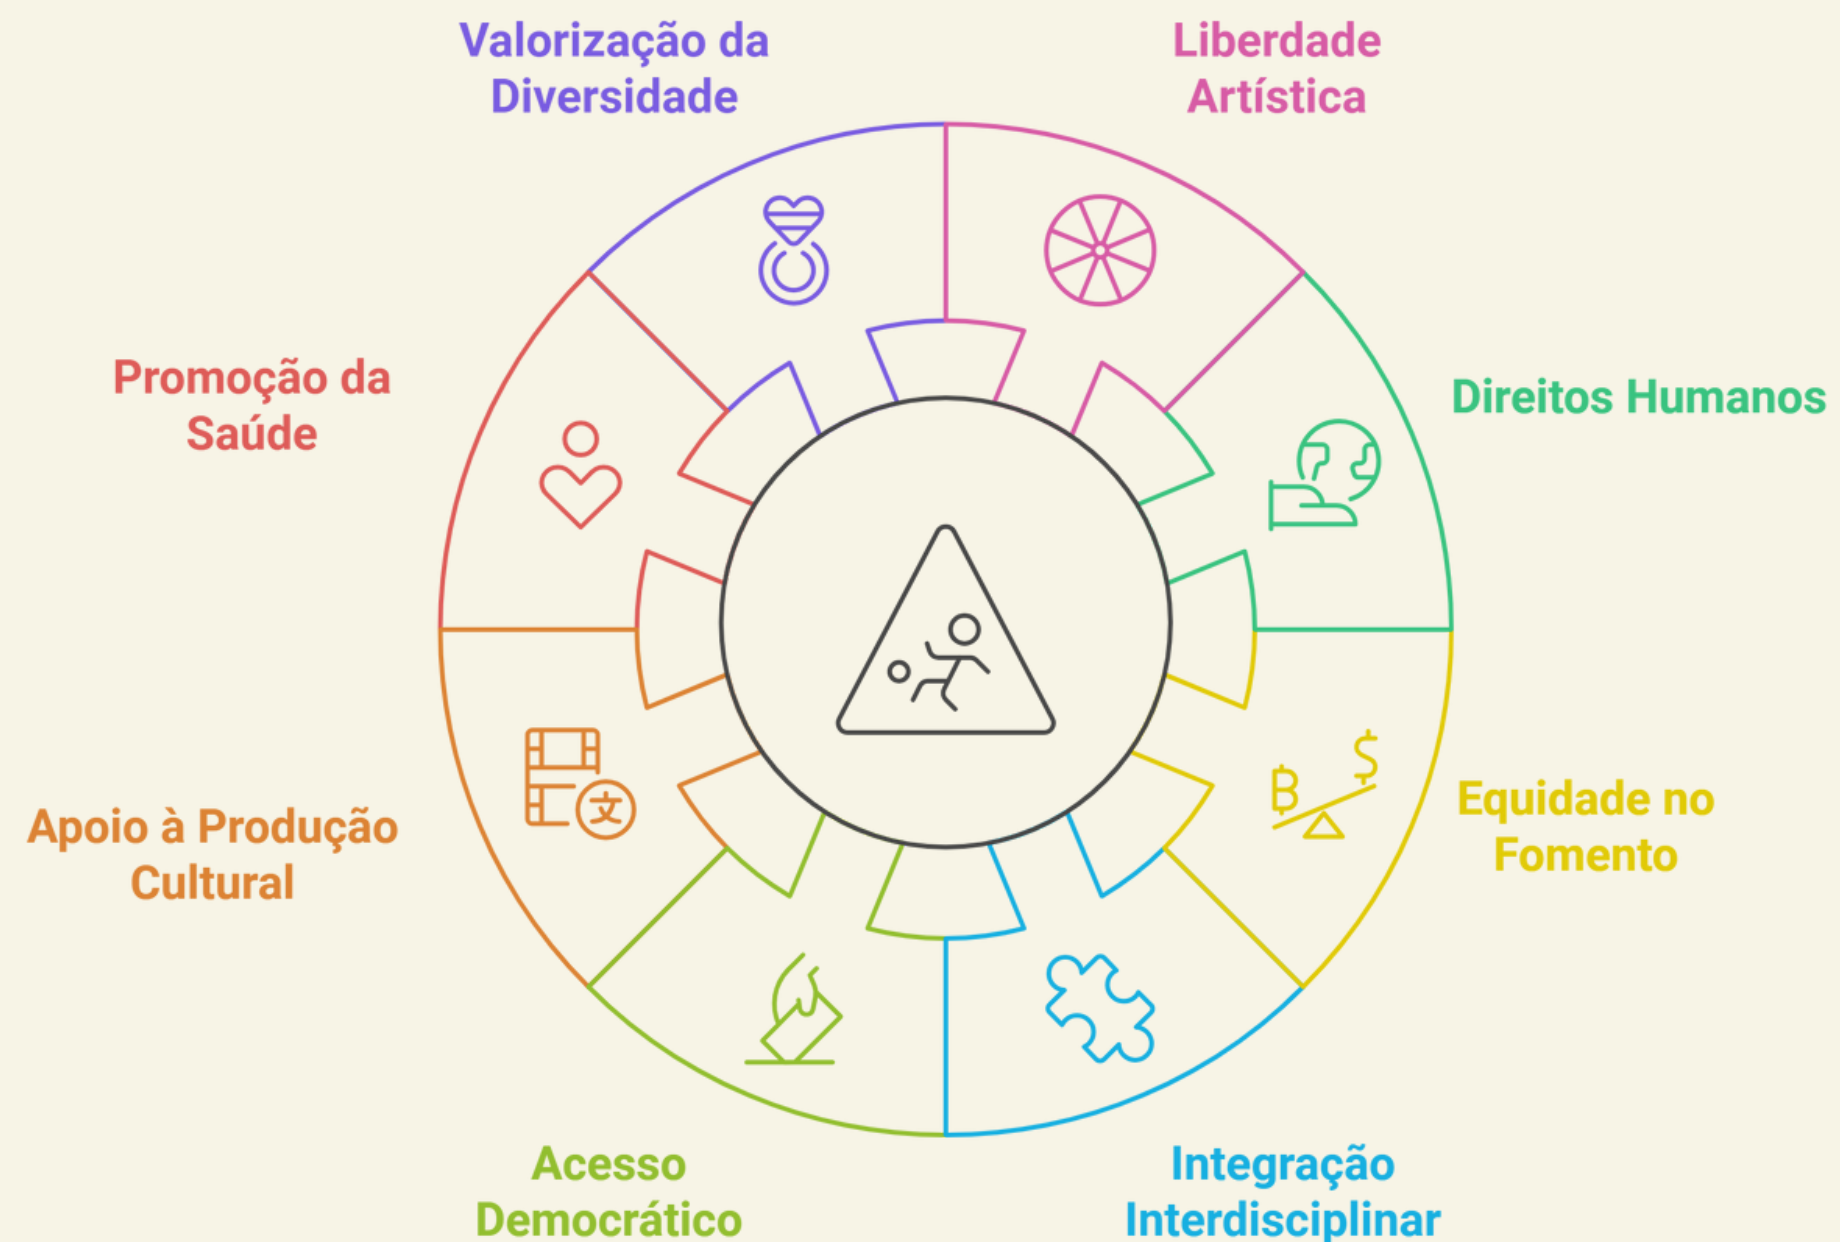 Valorização da
Diversidade
Liberdade
Artística
Promoção da
Saúde
Direitos Humanos
Apoio à Produção
Cultural
文
B
$
Equidade no
Fomento
Acesso
Democrático
Integração
Interdisciplinar